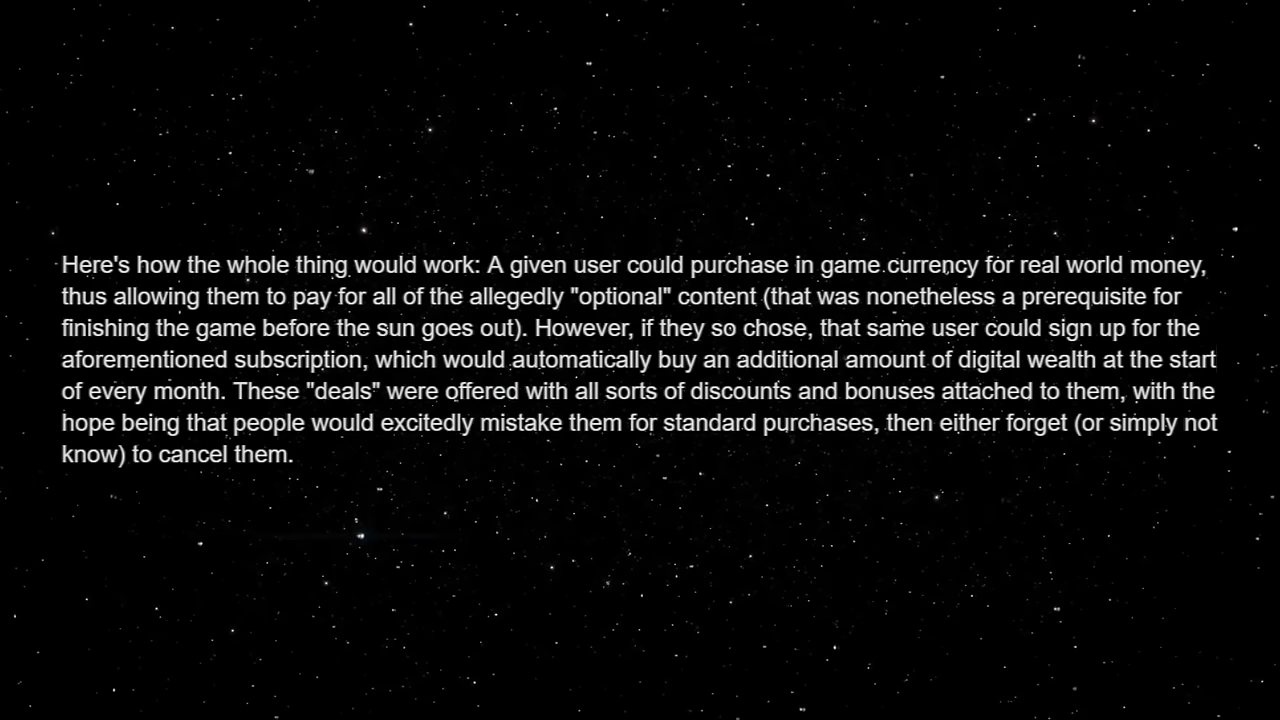 Here's how the whole thing would work: A given user could purchase in game currency for real world money,
thus allowing them to pay for all of the allegedly "optional" content (that was nonetheless a prerequisite for
finishing the game before the sun goes out). However, if they so chose, that same user could sign up for the
aforementioned subscription, which would automatically buy an additional amount of digital wealth at the start
of every month. These "deals" were offered with all sorts of discounts and bonuses attached to them, with the
hope being that people would excitedly mistake them for standard purchases, then either forget (or simply not
know) to cancel them.